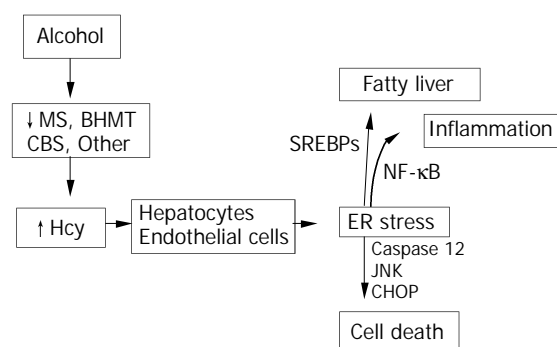 Alcohol
↓ MS, BHMT
CBS, Other
↑ Hcy
Hepatocytes
Endothelial cells
Fatty liver
Inflammation
SREBPs
NF-κB
ER stress
Caspase 12
JNK
CHOP
Cell death